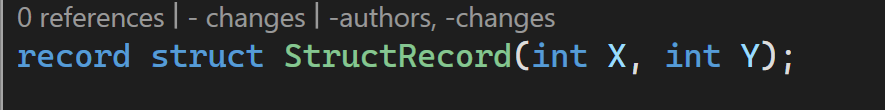 0 references | - changes | -authors, -changes
record struct StructRecord(int X, int Y);